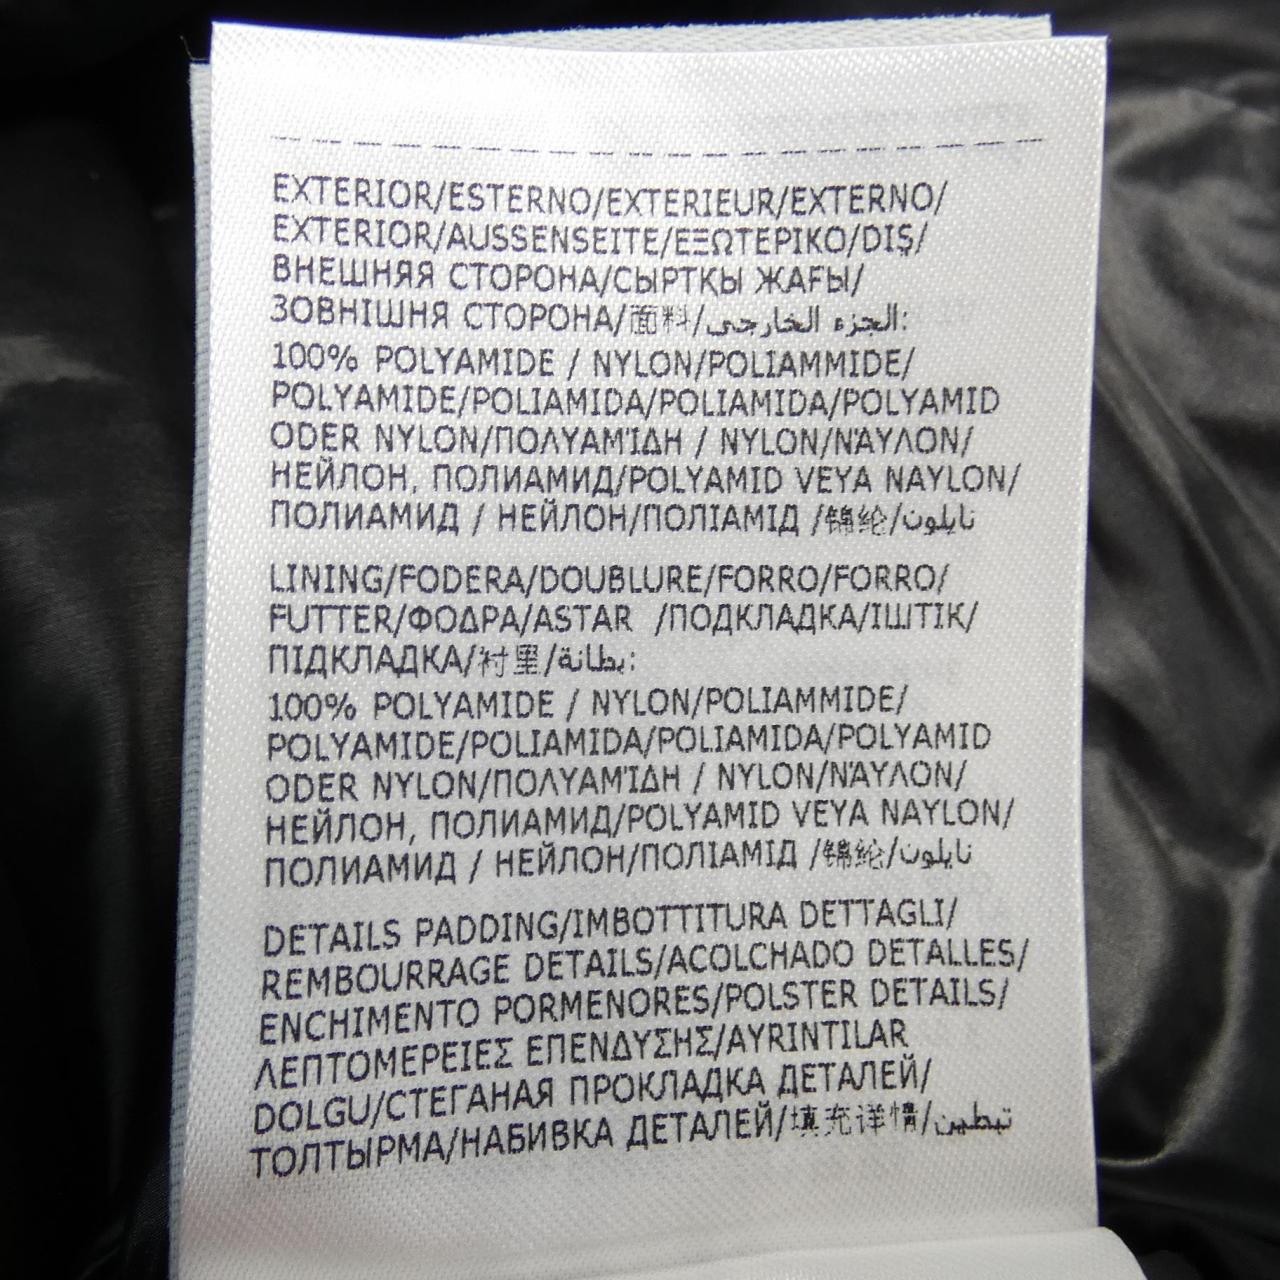 EXTERIOR/ESTERNO/EXTERIEUR/EXTERNO/
EXTERIOR/AUSSENSEITE/ΕΞΩΤΕΡΙΚΟ/DIŞ/
ВНЕШНЯЯ СТОРОНА/СЫРТҚЫ ЖАҒЫ/
ЗОВНІШНЯ СТОРОНА/面料/الجزء الخارجي:
100% POLYAMIDE / NYLON/POLIAMMIDE/
POLYAMIDE/POLIAMIDA/POLIAMIDA/POLYAMID
ODER NYLON/ΠΟΛΥΑΜΊΔΗ / NYLON/ΝΆΥΛΟΝ/
НЕЙЛОН, ПОЛИАМИД/POLYAMID VEYA NAYLON/
ПОЛИАМИД / НЕЙЛОН/ПОЛІАМІД /锦纶/نايلون
LINING/FODERA/DOUBLURE/FORRO/FORRO/
FUTTER/ΦΟΔΡΑ/ASTAR /ПОДКЛАДКА/ІШТІК/
ПІДКЛАДКА/衬里/بطانة:
100% POLYAMIDE / NYLON/POLIAMMIDE/
POLYAMIDE/POLIAMIDA/POLIAMIDA/POLYAMID
ODER NYLON/ΠΟΛΥΑΜΊΔΗ / NYLON/ΝΆΥΛΟΝ/
НЕЙЛОН, ПОЛИАМИД/POLYAMID VEYA NAYLON/
ПОЛИАМИД / НЕЙЛОН/ПОЛІАМІД /锦纶/نايلون
DETAILS PADDING/IMBOTTITURA DETTAGLI/
REMBOURRAGE DETAILS/ACOLCHADO DETALLES/
ENCHIMENTO PORMENORES/POLSTER DETAILS/
ΛΕΠΤΟΜΕΡΕΙΕΣ ΕΠΕΝΔΥΣΗΣ/AYRINTILAR
DOLGU/СТЕГАНАЯ ПРОКЛАДКА ДЕТАЛЕЙ/
ТОЛТЫРМА/НАБИВКА ДЕТАЛЕЙ/填充详情/تبطين